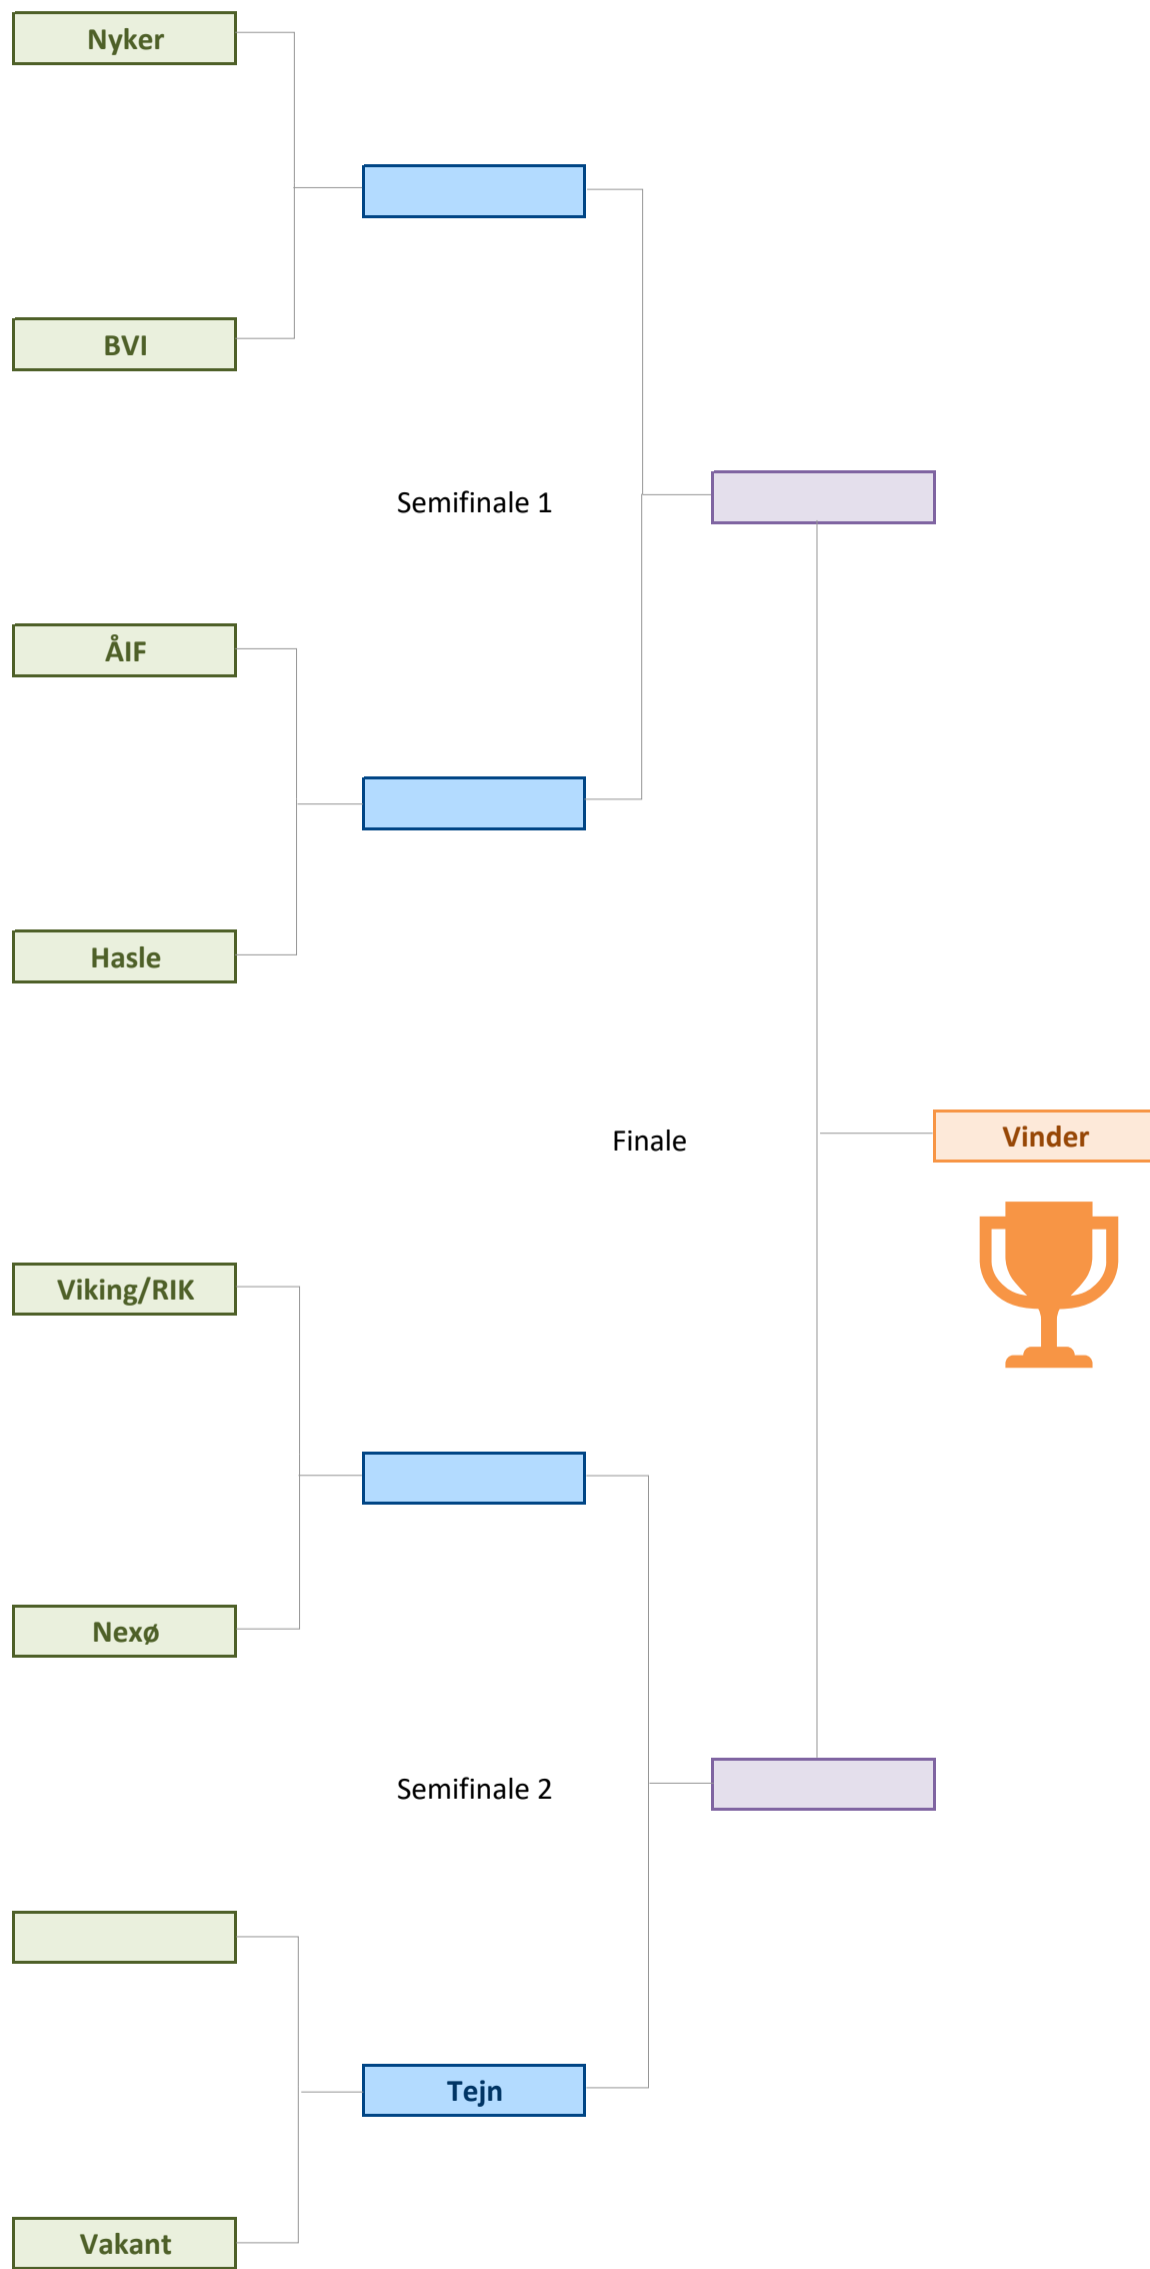 Nyker
BVI
Semifinale 1
ÅIF
Hasle
Finale
Vinder
Viking/RIK
Nexø
Semifinale 2
Tejn
Vakant